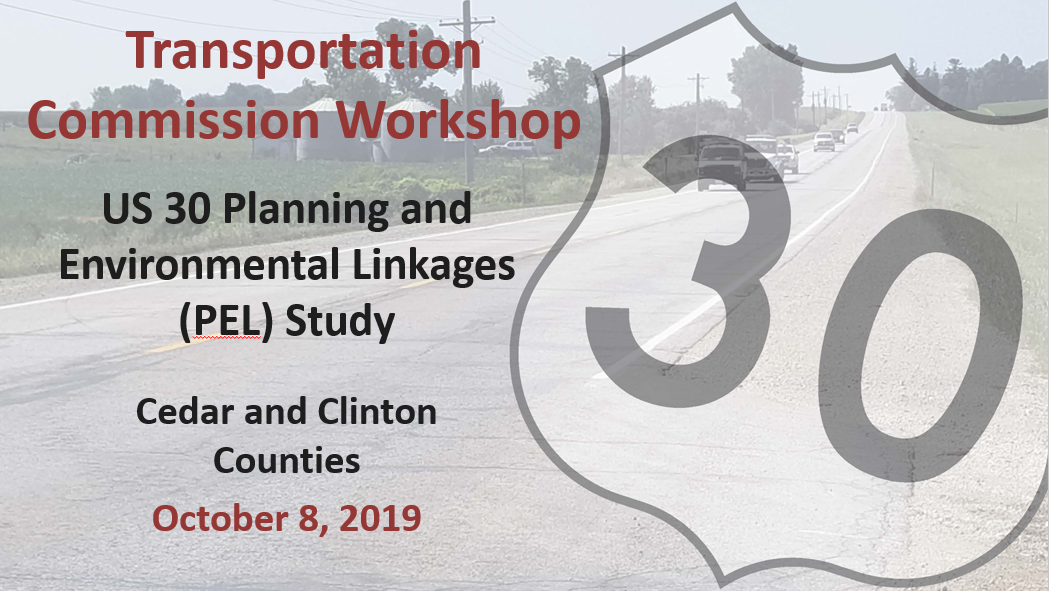 Transportation
Commission Workshop
US 30 Planning and
Environmental Linkages
(PEL) Study
Cedar and Clinton
Counties
October 8, 2019
30